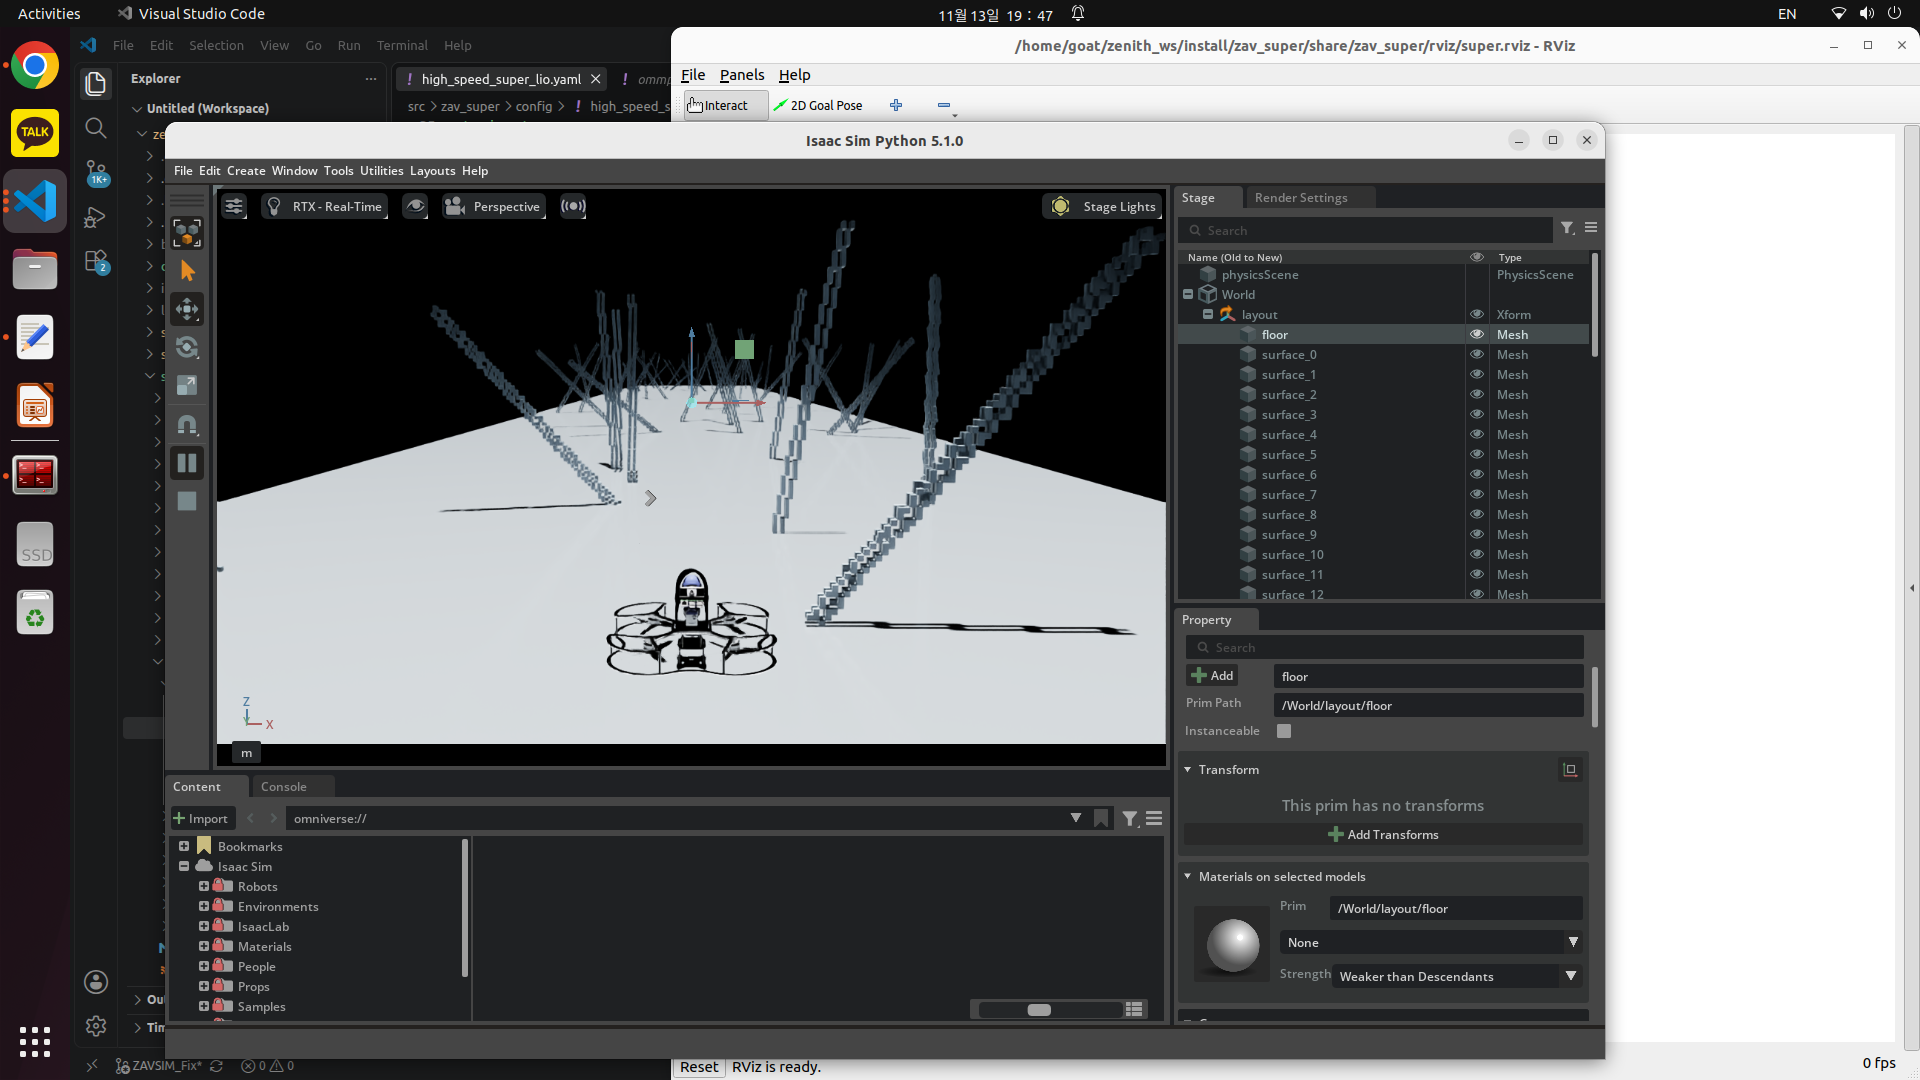 Activities
Visual Studio Code
11월 13일 19 : 47
EN
File Edit Selection View Go Run Terminal Help
/home/goat/zenith_ws/install/zav_super/share/zav_super/rviz/super.rviz - RViz
File Panels Help
Interact
2D Goal Pose
Explorer
Untitled (Workspace)
high_speed_super_lio.yaml
src > zav_super > config > ! high_speed_s
TALK
1K+
2
SSD
Isaac Sim Python 5.1.0
File Edit Create Window Tools Utilities Layouts Help
RTX - Real-Time
Perspective
Stage Lights
Z
X
m
Stage
Render Settings
Search
Name (Old to New)
Type
physicsScene PhysicsScene
World
layout Xform
floor Mesh
surface_0 Mesh
surface_1 Mesh
surface_2 Mesh
surface_3 Mesh
surface_4 Mesh
surface_5 Mesh
surface_6 Mesh
surface_7 Mesh
surface_8 Mesh
surface_9 Mesh
surface_10 Mesh
surface_11 Mesh
surface_12 Mesh
Property
Search
Add floor
Prim Path /World/layout/floor
Instanceable
Transform
This prim has no transforms
Add Transforms
Materials on selected models
Prim /World/layout/floor
None
Strength Weaker than Descendants
Content
Console
Import
omniverse://
Bookmarks
Isaac Sim
Robots
Environments
IsaacLab
Materials
People
Props
Samples
ZAVSIM_Fix*
0 0
Reset
RViz is ready.
0 fps